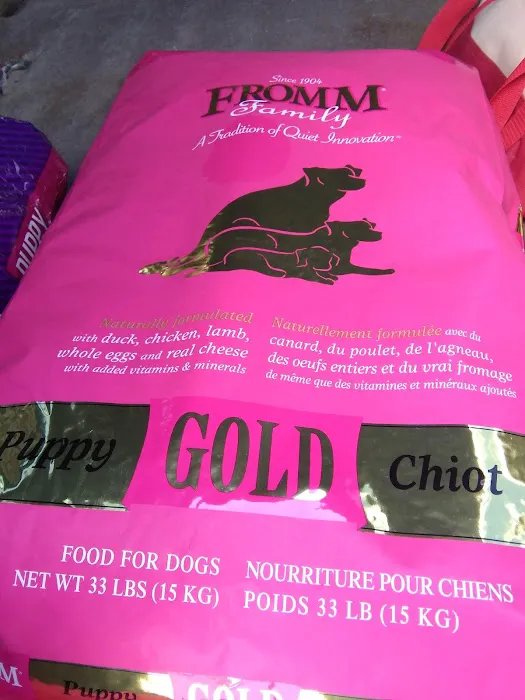 Since 1904
FROMM
Family
A Tradition of Quiet Innovation™
PUPPY
Naturally formulated
with duck, chicken, lamb,
whole eggs and real cheese
with added vitamins & minerals
Naturellement formulée avec du
canard, du poulet, de l'agneau,
des oeufs entiers et du vrai fromage
de même que des vitamines et minéraux ajoutés
Puppy
GOLD
Chiot
FOOD FOR DOGS
NET WT 33 LBS (15 KG)
NOURRITURE POUR CHIENS
POIDS 33 LB (15 KG)
M
Puppy
GOLD